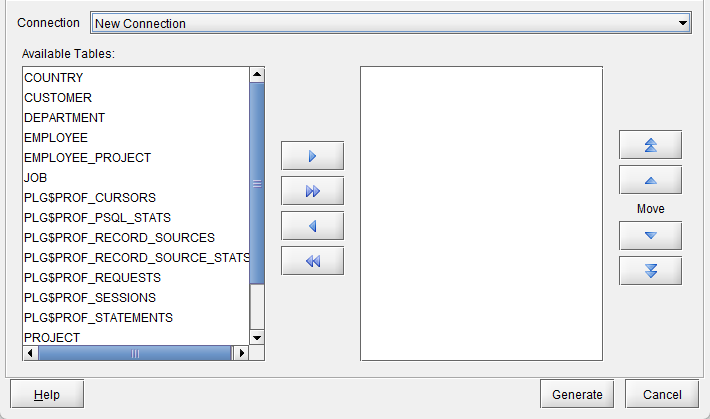 Connection New Connection
Available Tables:
COUNTRY
CUSTOMER
DEPARTMENT
EMPLOYEE
EMPLOYEE_PROJECT
JOB
PLG$PROF_CURSORS
PLG$PROF_PSQL_STATS
PLG$PROF_RECORD_SOURCES
PLG$PROF_RECORD_SOURCE_STATS
PLG$PROF_REQUESTS
PLG$PROF_SESSIONS
PLG$PROF_STATEMENTS
PROJECT
Move
Help Generate Cancel